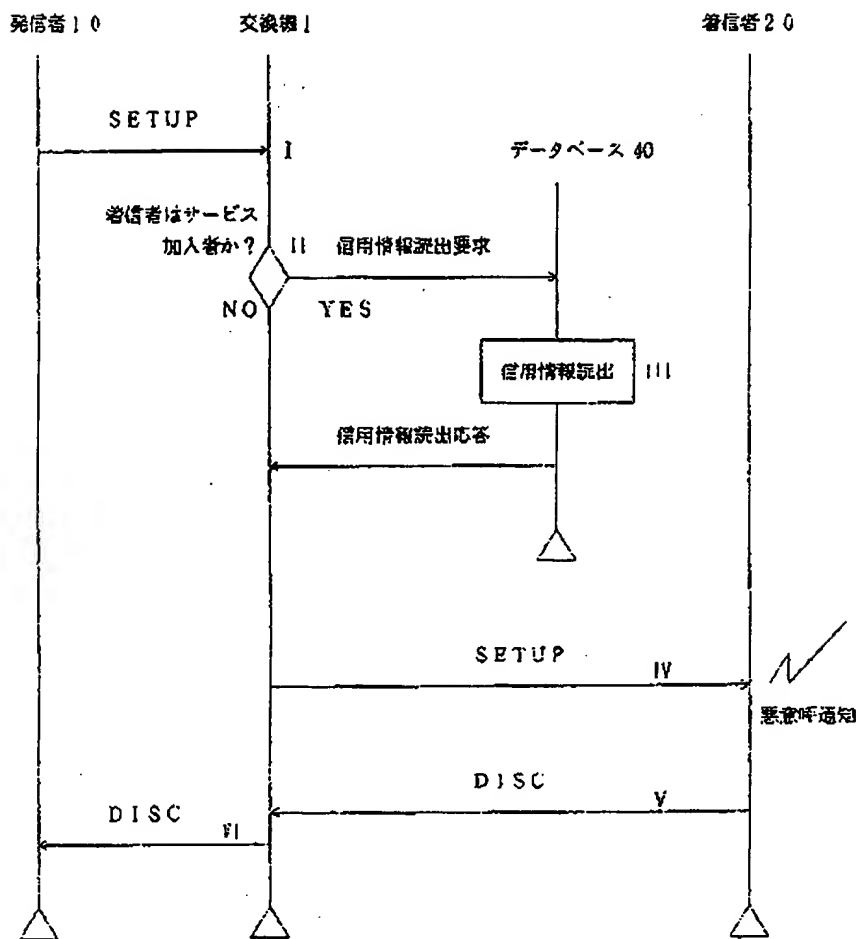 発信者10
交換機1
着信者20
SETUP
I
データベース 40
着信者はサービス
加入者か?
II
信用情報読出要求
NO
YES
信用情報読出
III
信用情報読出応答
SETUP
IV
悪意呼通知
DISC
V
DISC
VI